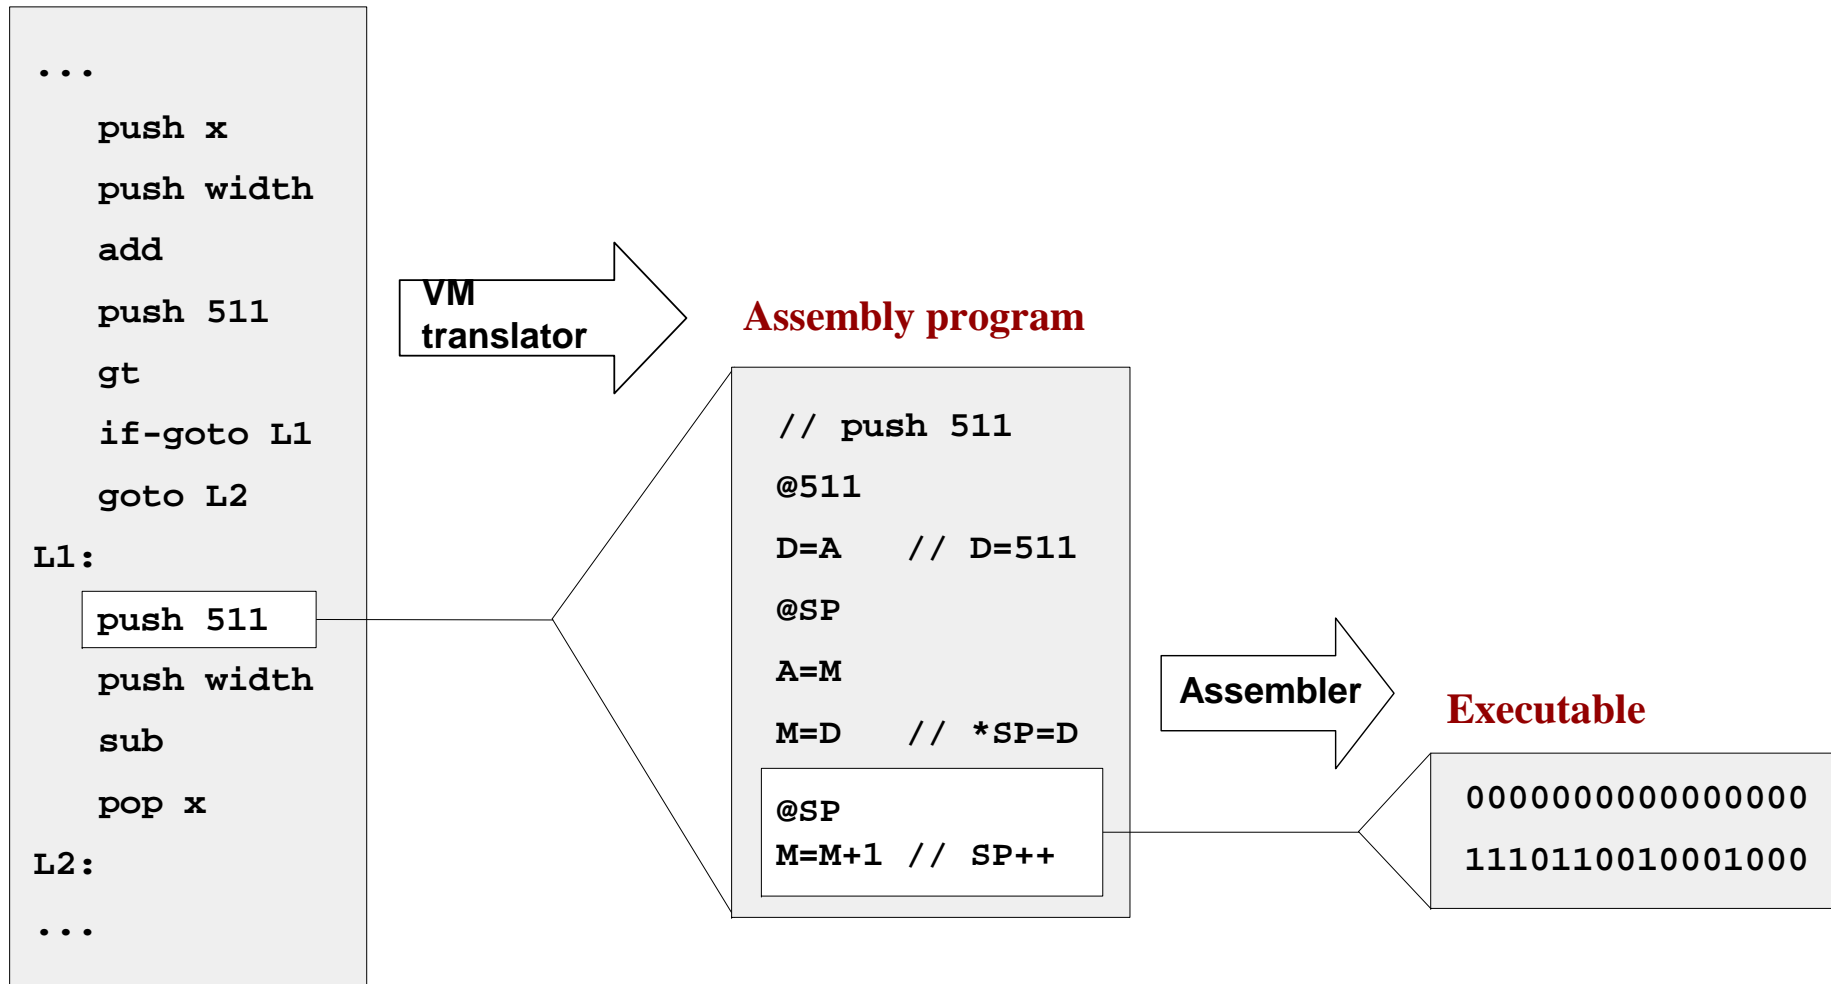 ...
push x
push width
add
push 511
gt
if-goto L1
goto L2
L1:
push 511
push width
sub
pop x
L2:
...
VM
translator
Assembly program
// push 511
@511
D=A // D=511
@SP
A=M
M=D // *SP=D
@SP
M=M+1 // SP++
Assembler
Executable
0000000000000000
1110110010001000